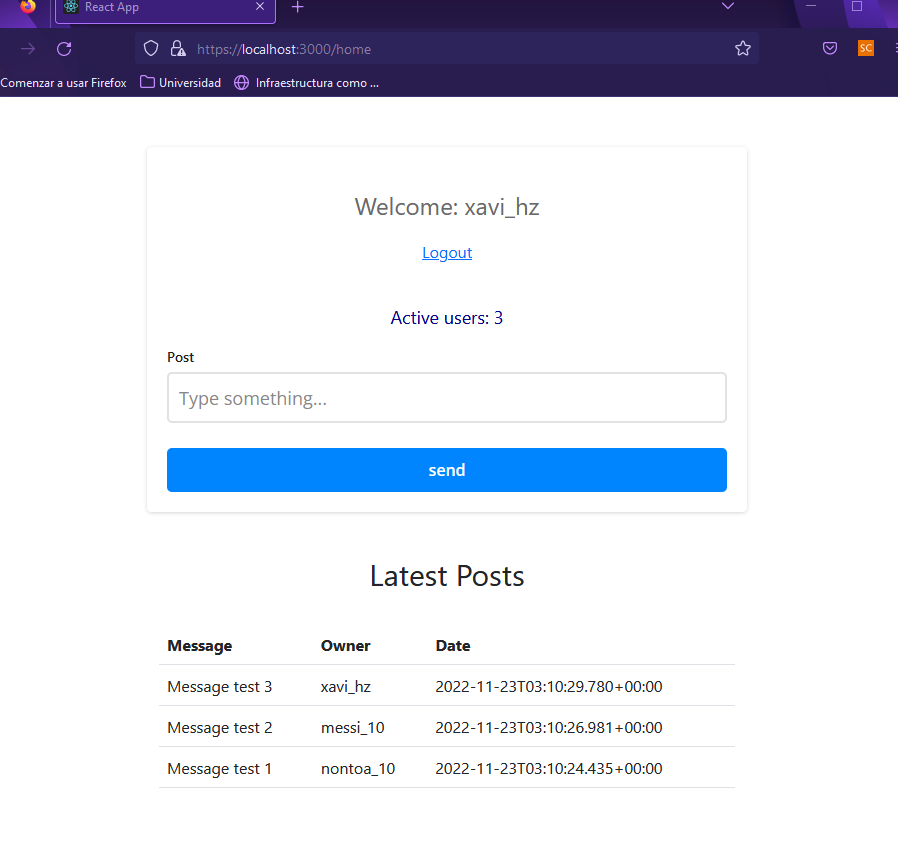 React App
https://localhost:3000/home
SC
Comenzar a usar Firefox Universidad Infraestructura como ...
Welcome: xavi_hz
Logout
Active users: 3
Post
Type something...
send
Latest Posts
Message Owner Date
Message test 3 xavi_hz 2022-11-23T03:10:29.780+00:00
Message test 2 messi_10 2022-11-23T03:10:26.981+00:00
Message test 1 nontoa_10 2022-11-23T03:10:24.435+00:00